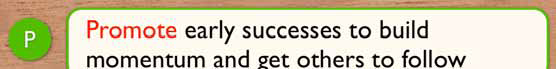 P
Promote early successes to build
momentum and get others to follow